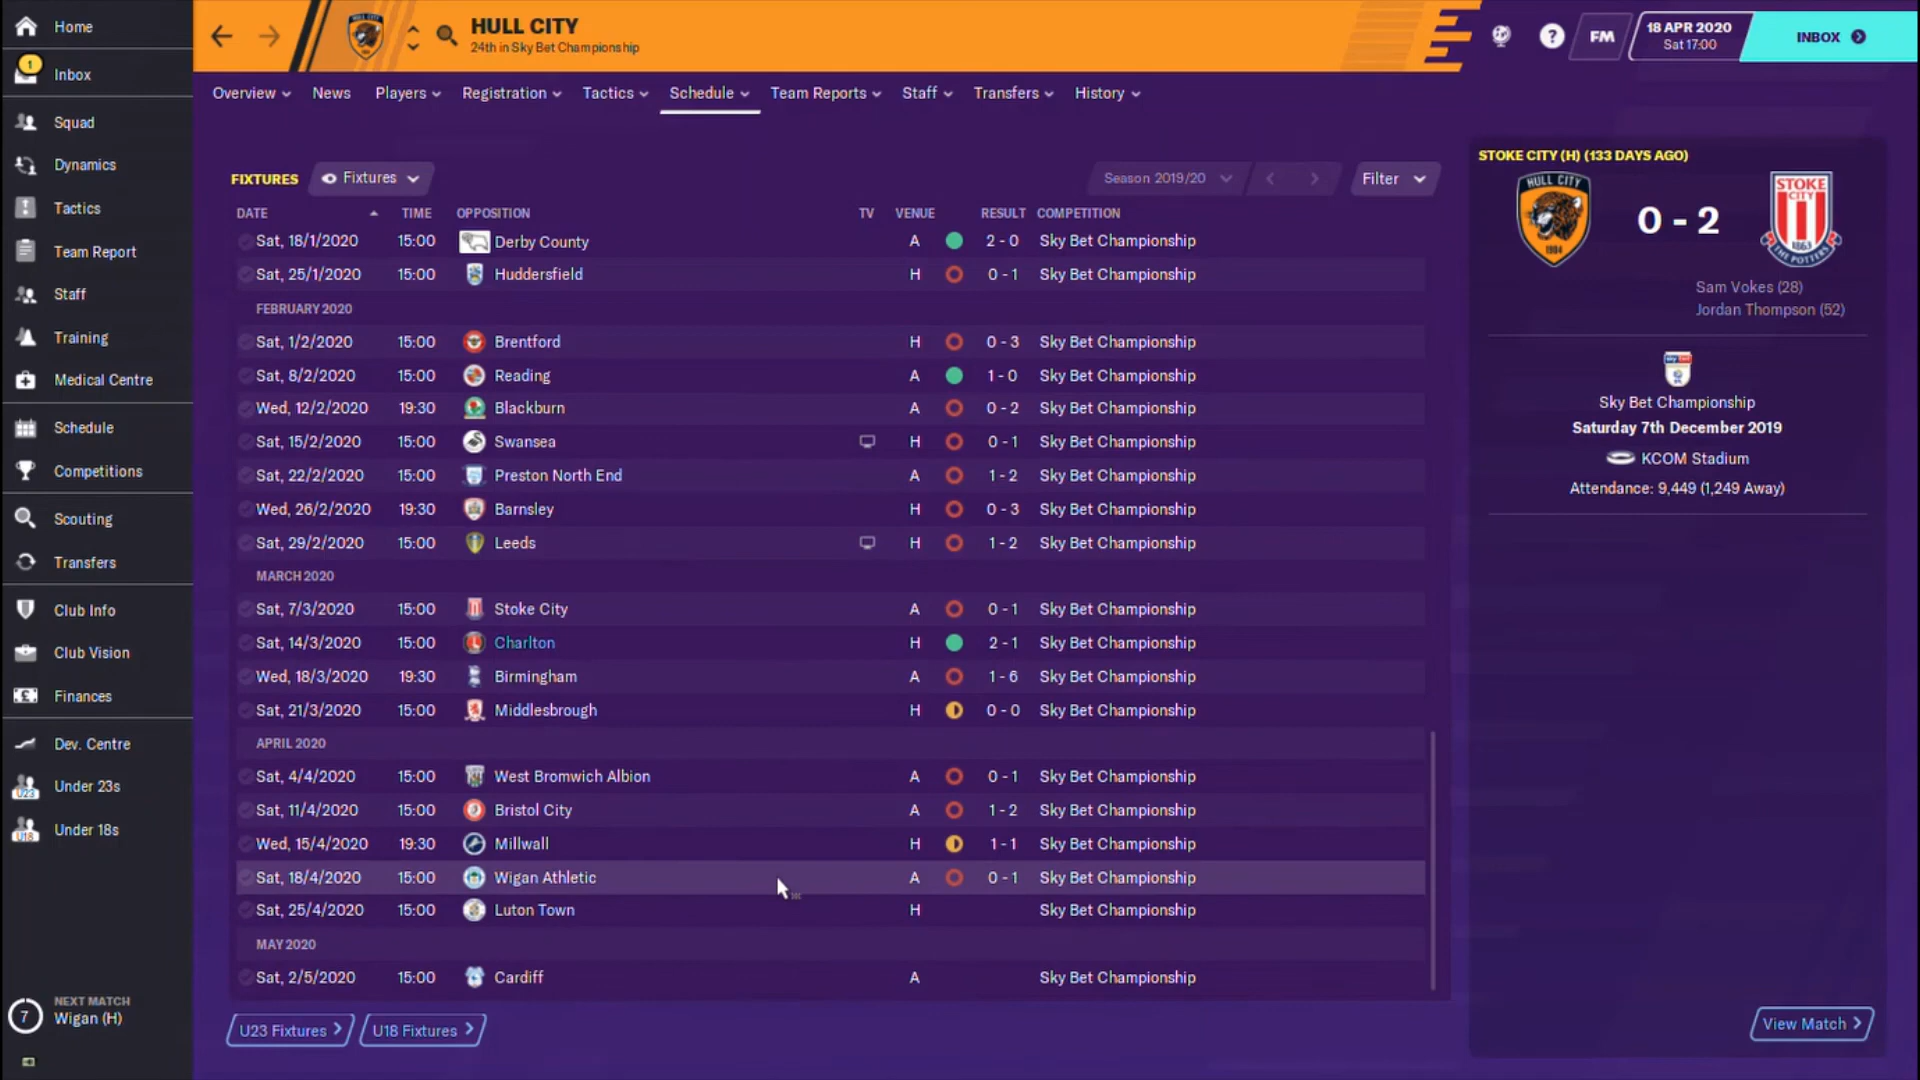 Home
Inbox
1
Squad
Dynamics
Tactics
Team Report
Staff
Training
Medical Centre
Schedule
Competitions
Scouting
Transfers
Club Info
Club Vision
Finances
Dev. Centre
Under 23s
U23
Under 18s
U18
NEXT MATCH
7 Wigan (H)
HULL CITY
24th in Sky Bet Championship
? FM 18 APR 2020
Sat 17:00
INBOX
Overview News Players Registration Tactics Schedule Team Reports Staff Transfers History
FIXTURES Fixtures Season 2019/20 Filter
DATE TIME OPPOSITION TV VENUE RESULT COMPETITION
Sat, 18/1/2020 15:00 Derby County A 2 - 0 Sky Bet Championship
Sat, 25/1/2020 15:00 Huddersfield H 0 - 1 Sky Bet Championship
FEBRUARY 2020
Sat, 1/2/2020 15:00 Brentford H 0 - 3 Sky Bet Championship
Sat, 8/2/2020 15:00 Reading A 1 - 0 Sky Bet Championship
Wed, 12/2/2020 19:30 Blackburn A 0 - 2 Sky Bet Championship
Sat, 15/2/2020 15:00 Swansea H 0 - 1 Sky Bet Championship
Sat, 22/2/2020 15:00 Preston North End A 1 - 2 Sky Bet Championship
Wed, 26/2/2020 19:30 Barnsley H 0 - 3 Sky Bet Championship
Sat, 29/2/2020 15:00 Leeds H 1 - 2 Sky Bet Championship
MARCH 2020
Sat, 7/3/2020 15:00 Stoke City A 0 - 1 Sky Bet Championship
Sat, 14/3/2020 15:00 Charlton H 2 - 1 Sky Bet Championship
Wed, 18/3/2020 19:30 Birmingham A 1 - 6 Sky Bet Championship
Sat, 21/3/2020 15:00 Middlesbrough H 0 - 0 Sky Bet Championship
APRIL 2020
Sat, 4/4/2020 15:00 West Bromwich Albion A 0 - 1 Sky Bet Championship
Sat, 11/4/2020 15:00 Bristol City A 1 - 2 Sky Bet Championship
Wed, 15/4/2020 19:30 Millwall H 1 - 1 Sky Bet Championship
Sat, 18/4/2020 15:00 Wigan Athletic A 0 - 1 Sky Bet Championship
Sat, 25/4/2020 15:00 Luton Town H Sky Bet Championship
MAY 2020
Sat, 2/5/2020 15:00 Cardiff A Sky Bet Championship
U23 Fixtures U18 Fixtures
STOKE CITY (H) (133 DAYS AGO)
HULL CITY
1904
0 - 2
STOKE
CITY
1863
THE POTTERS
Sam Vokes (28)
Jordan Thompson (52)
sky bet
Sky Bet Championship
Saturday 7th December 2019
KCOM Stadium
Attendance: 9,449 (1,249 Away)
View Match